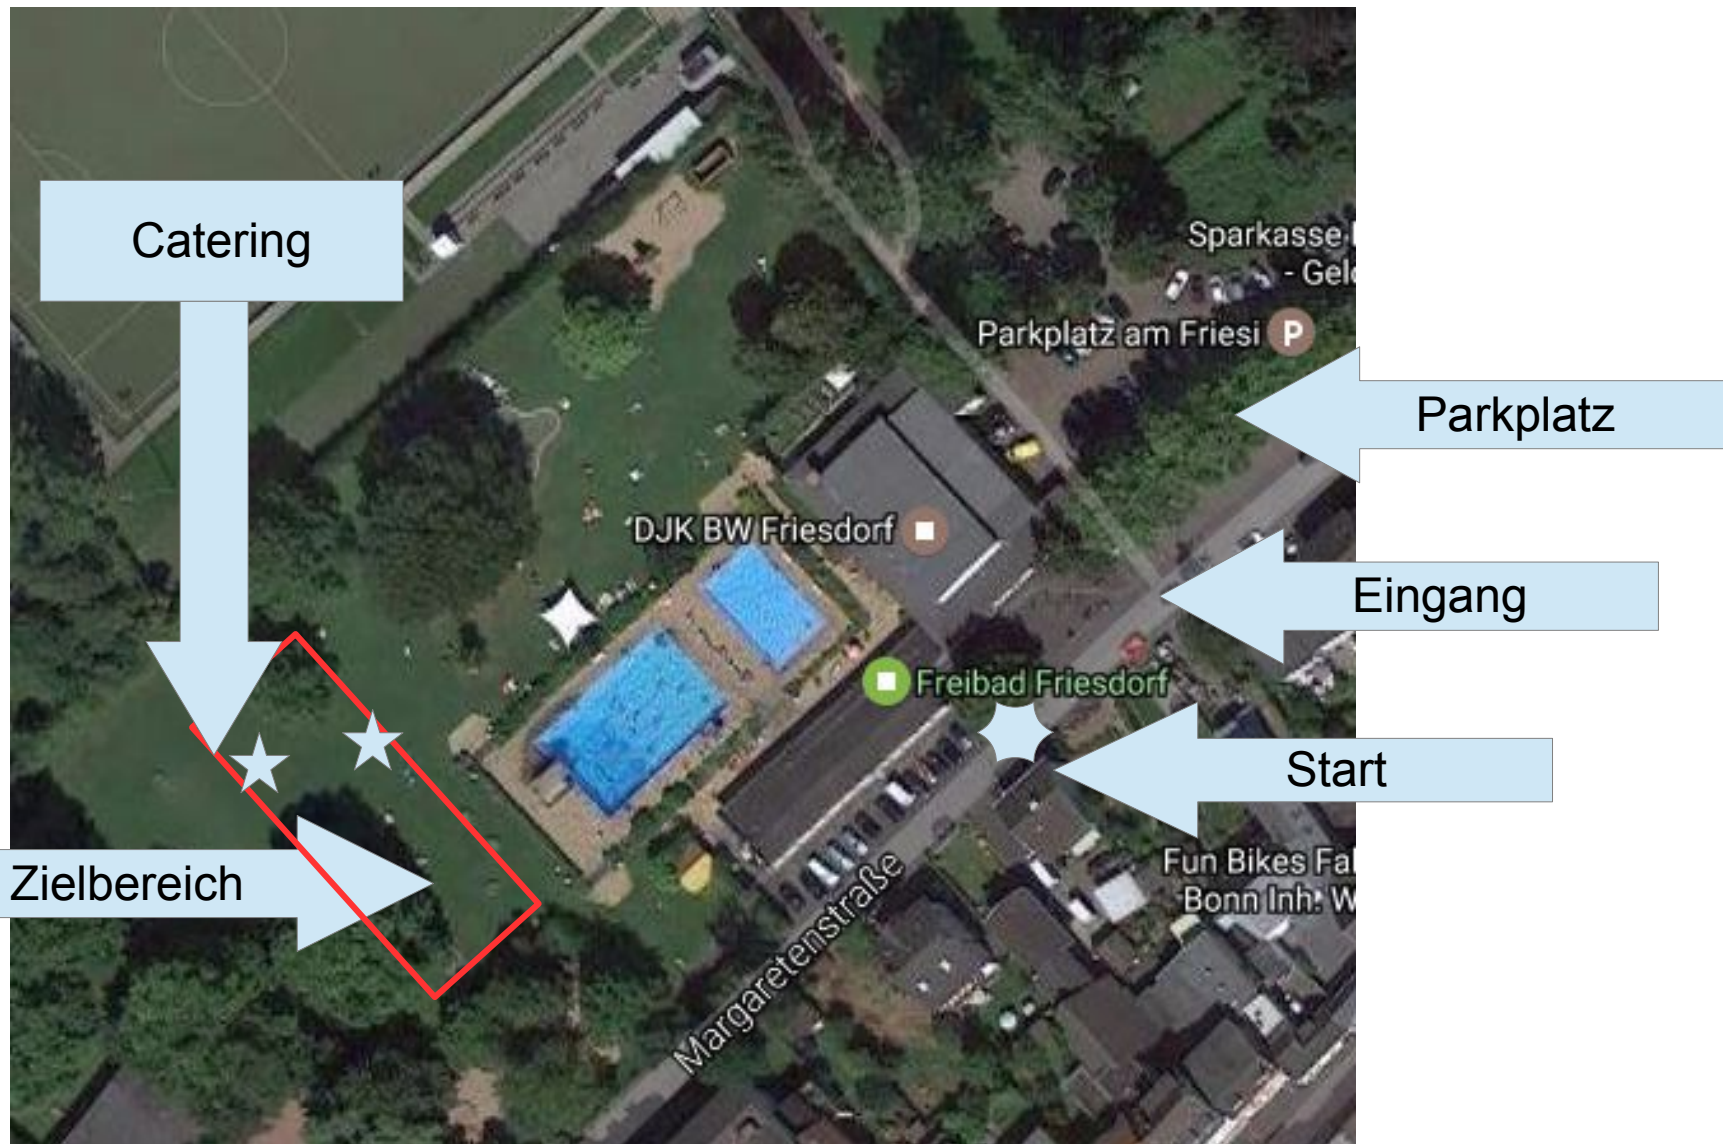 Catering
Sparkasse
- Geld
Parkplatz am Friesi P
Parkplatz
DJK BW Friesdorf
Eingang
Freibad Friesdorf
Start
Zielbereich
Fun Bikes Fa
Bonn Inh. W
Margaretenstraße